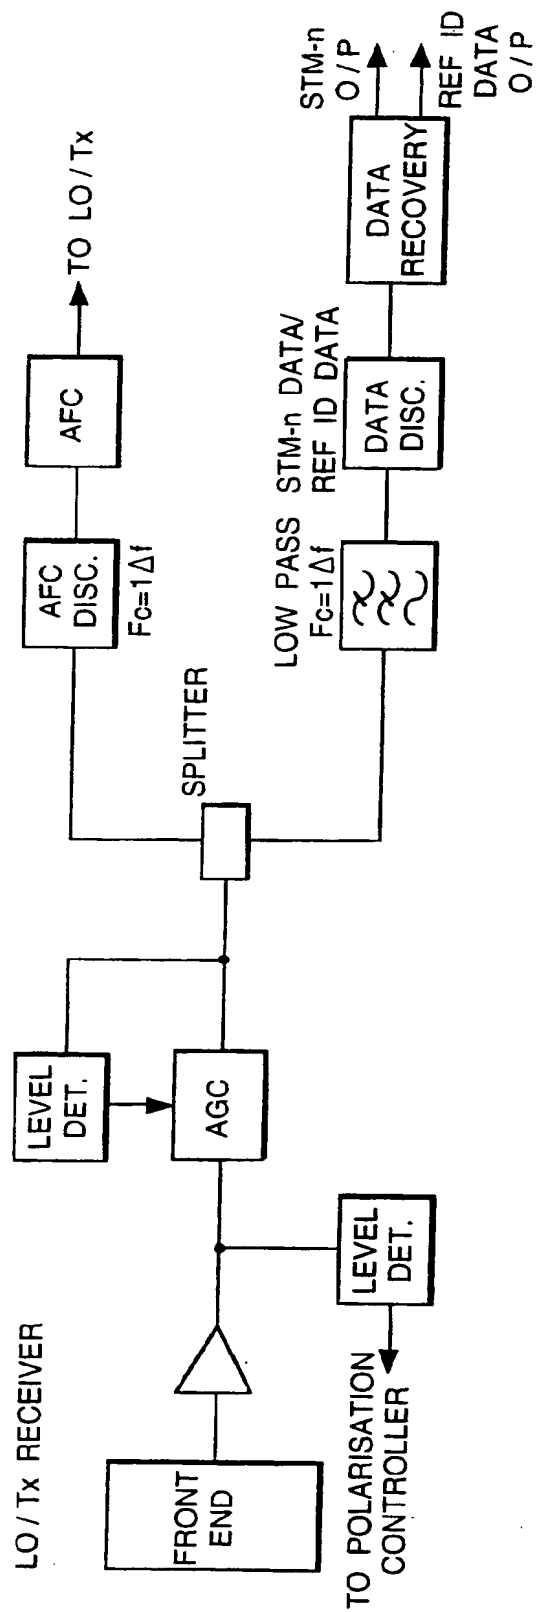 LO/Tx RECEIVER
FRONT
END
TO POLARISATION
CONTROLLER
LEVEL
DET.
LEVEL
DET.
AGC
SPLITTER
AFC
DISC.
Fc=1Δf
AFC
TO LO/Tx
LOW PASS
Fc=1Δf
STM-n DATA/
REF ID DATA
DATA
DISC.
DATA
RECOVERY
STM-n
O/P
REF ID
DATA
O/P